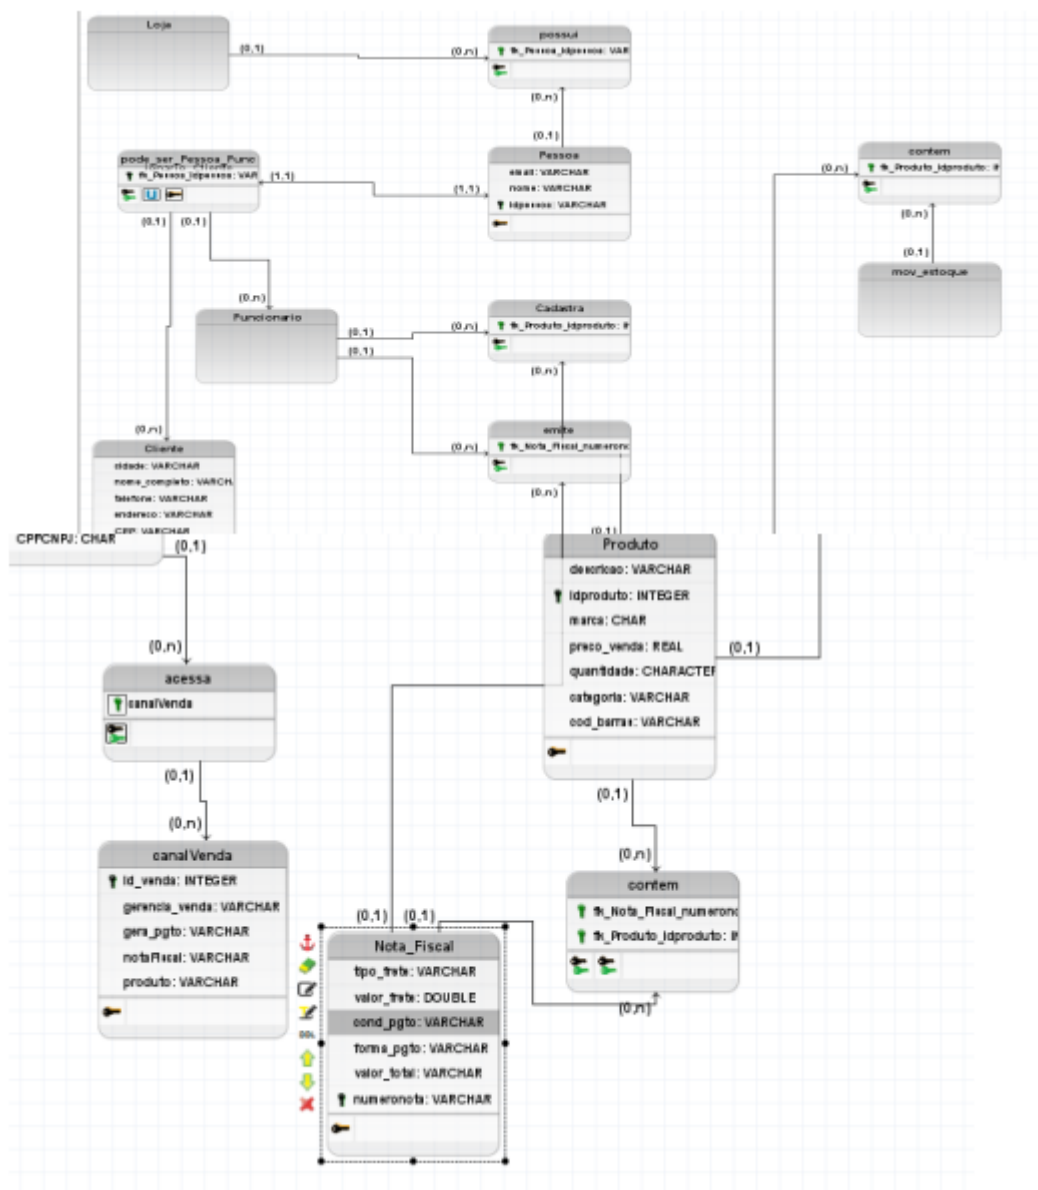 Loja
possui
(0,1)
(0,n)
fk_Pessoa_idpessoa: VAR
(0,n)
(0,1)
pode_ser_Pessoa_Func
fk_Pessoa_idpessoa: VAR
(1,1)
(1,1)
Pessoa
email: VARCHAR
nome: VARCHAR
idpessoa: VARCHAR
contem
(0,n)
fk_Produto_idproduto: I
(0,n)
(0,1)
mov_estoque
(0,1)
(0,1)
(0,n)
Funcionario
(0,1)
(0,1)
(0,n)
Cadastra
fk_Produto_idproduto: I
(0,n)
(0,n)
emite
fk_Nota_Fiscal_numeron
(0,n)
(0,1)
(0,n)
Cliente
cidade: VARCHAR
nome_completo: VARCH
telefone: VARCHAR
endereco: VARCHAR
CPF: VARCHAR
CPFCNPJ: CHAR
(0,1)
(0,n)
acessa
canalVenda
(0,1)
(0,n)
canalVenda
id_venda: INTEGER
gerencia_venda: VARCHAR
gera_pgto: VARCHAR
notaFiscal: VARCHAR
produto: VARCHAR
Produto
descricao: VARCHAR
idproduto: INTEGER
marca: CHAR
preco_venda: REAL
quantidade: CHARACTER
categoria: VARCHAR
cod_barras: VARCHAR
(0,1)
(0,1)
(0,n)
contem
fk_Nota_Fiscal_numerono
fk_Produto_idproduto: I
(0,n)
(0,1)
(0,1)
Nota_Fiscal
tipo_frete: VARCHAR
valor_frete: DOUBLE
cond_pgto: VARCHAR
forma_pgto: VARCHAR
valor_total: VARCHAR
numeronota: VARCHAR
DDL